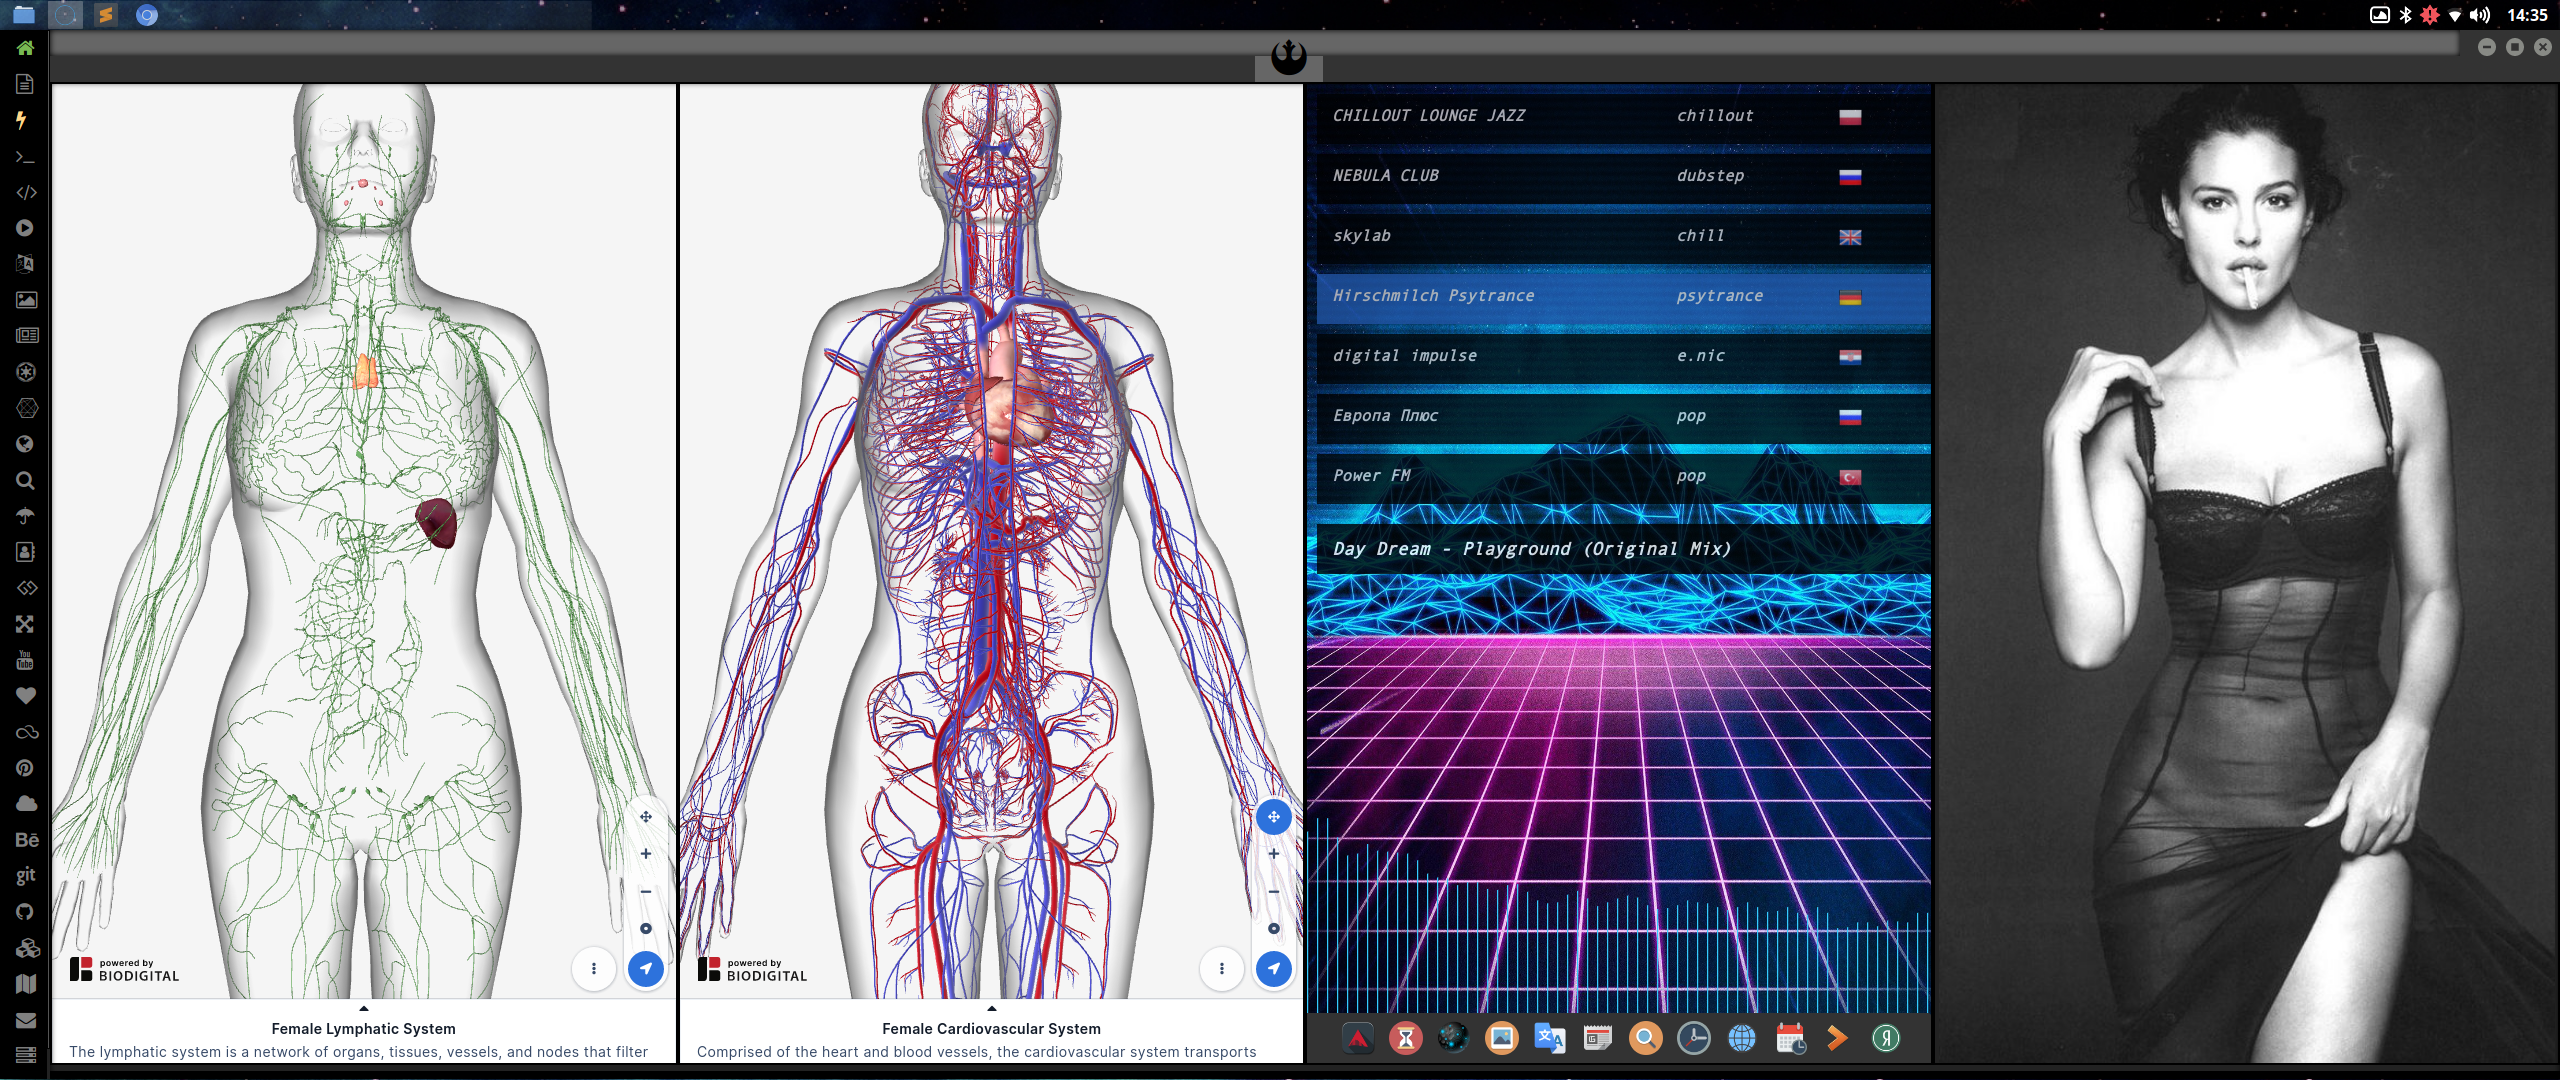 14:35
You
Tube
Bē
git
powered by
BIODIGITAL
Female Lymphatic System
The lymphatic system is a network of organs, tissues, vessels, and nodes that filter
powered by
BIODIGITAL
Female Cardiovascular System
Comprised of the heart and blood vessels, the cardiovascular system transports
CHILLOUT LOUNGE JAZZ chillout
NEBULA CLUB dubstep
skylab chill
Hirschmilch Psytrance psytrance
digital impulse e.nic
Европа Плюс pop
Power FM pop
Day Dream - Playground (Original Mix)
Я